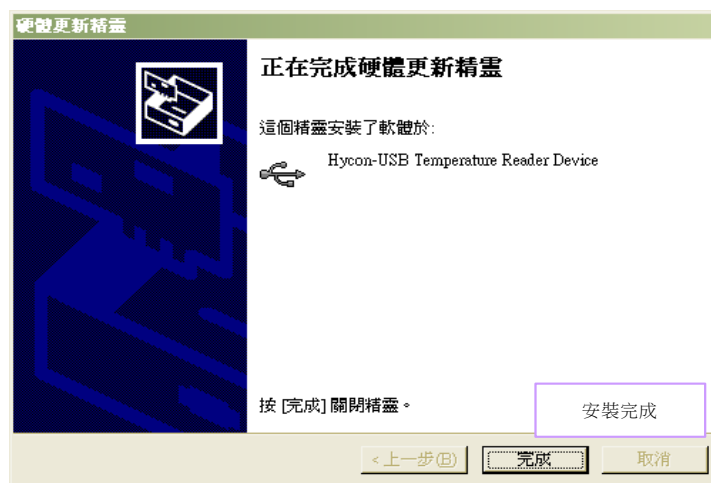 硬體更新精靈
正在完成硬體更新精靈
這個精靈安裝了軟體於:
Hycon-USB Temperature Reader Device
按 [完成] 關閉精靈。
安裝完成
<上一步(B)
完成
取消